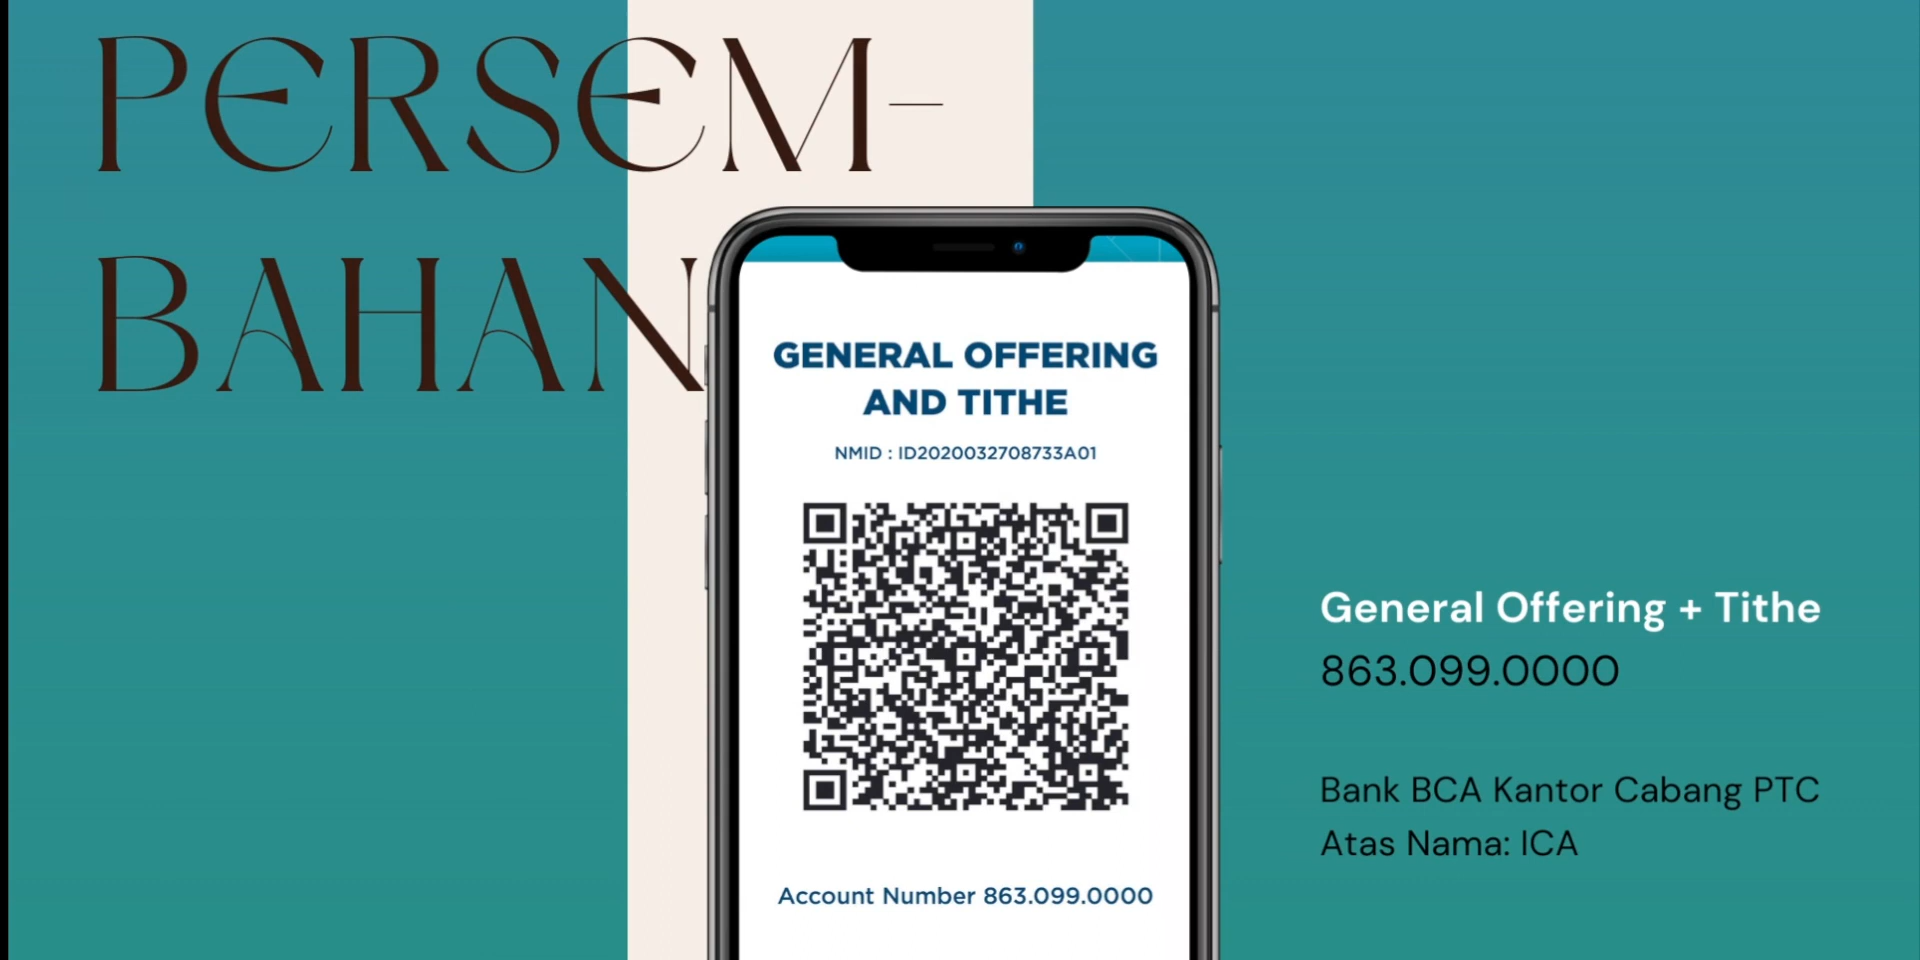 PERSEM-
BAHAN
GENERAL OFFERING
AND TITHE
NMID : ID2020032708733A01
Account Number 863.099.0000
General Offering + Tithe
863.099.0000
Bank BCA Kantor Cabang PTC
Atas Nama: ICA